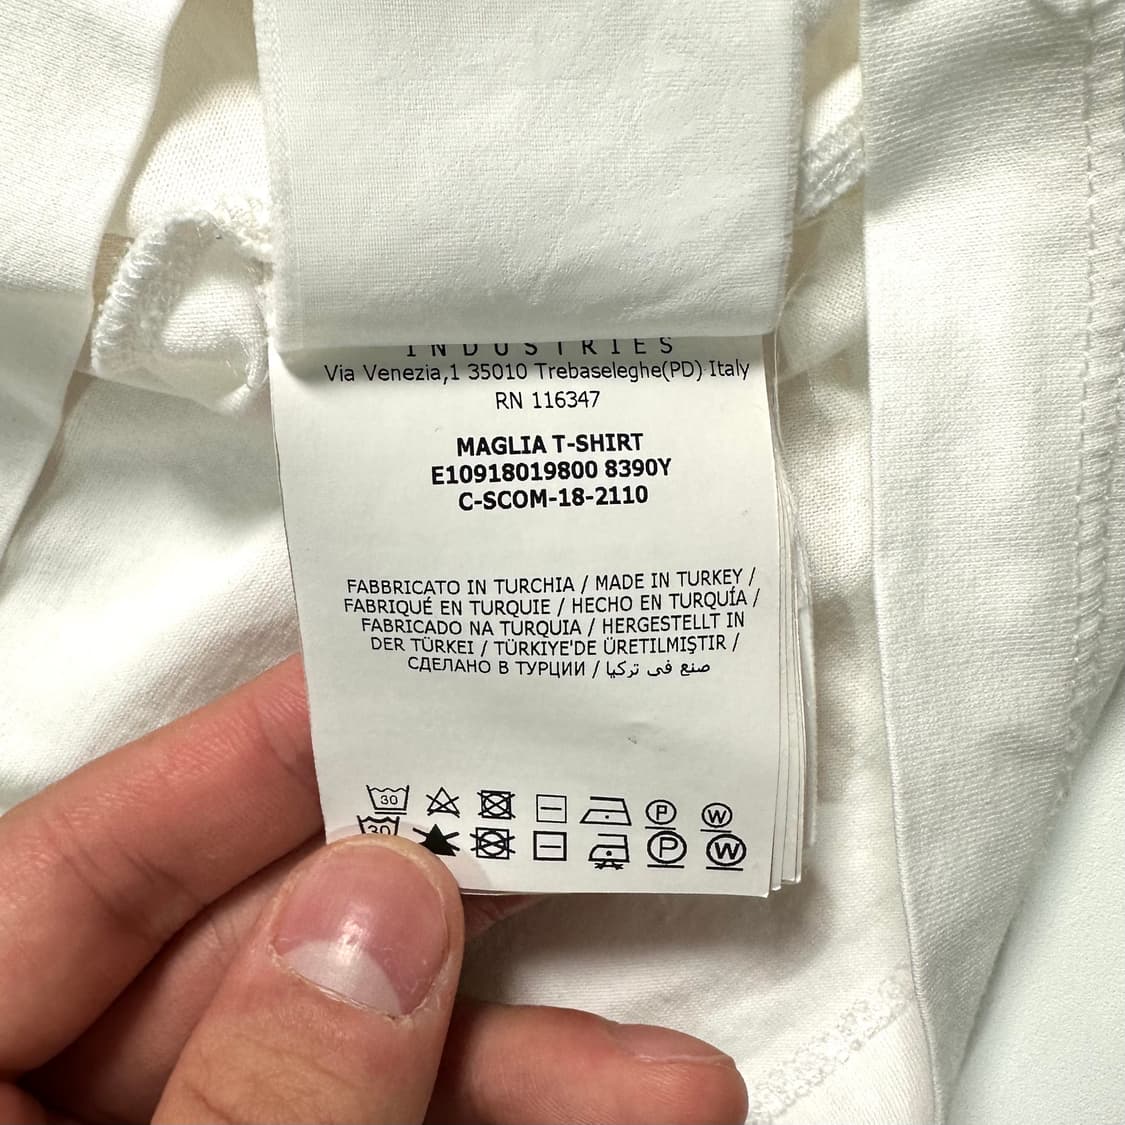 INDUSTRIES
Via Venezia,1 35010 Trebaseleghe(PD) Italy
RN 116347
MAGLIA T-SHIRT
E10918019800 8390Y
C-SCOM-18-2110
FABBRICATO IN TURCHIA / MADE IN TURKEY /
FABRIQUÉ EN TURQUIE / HECHO EN TURQUÍA /
FABRICADO NA TURQUIA / HERGESTELLT IN
DER TÜRKEI / TÜRKIYE'DE ÜRETILMIŞTIR /
СДЕЛАНО В ТУРЦИИ / صنع في تركيا
30 P W
30 P W